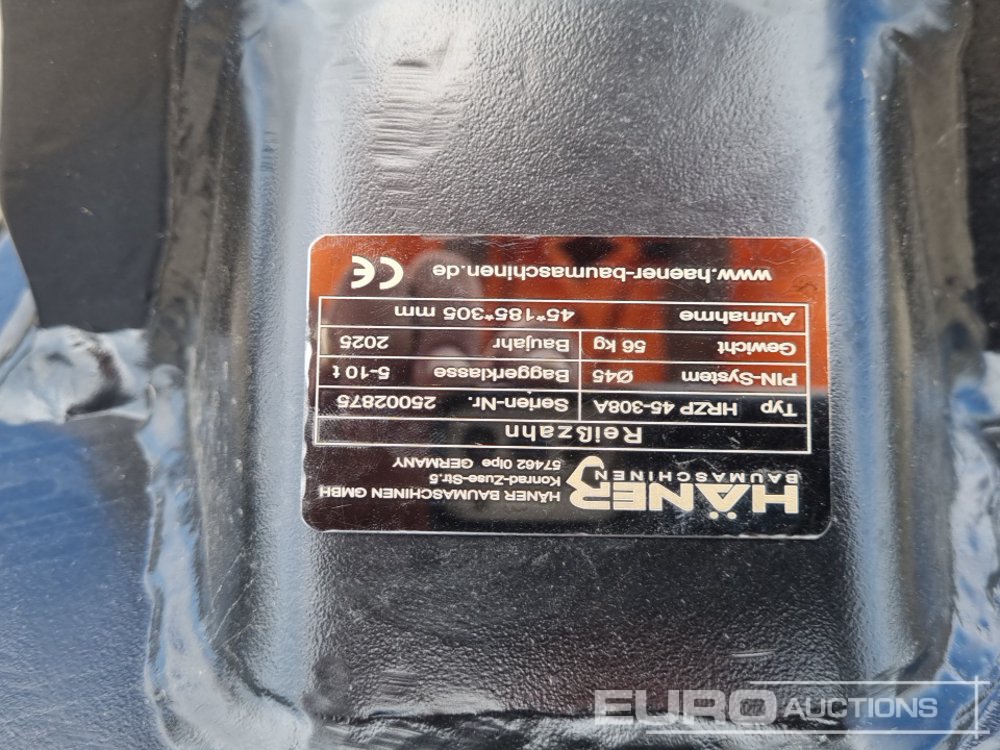 HÄNER
BAUMASCHINEN
HÄNER BAUMASCHINEN GMBH
Konrad-Zuse-Str.5
57462 Olpe GERMANY
Reißzahn
Typ HRZP 45-308A Serien-Nr. 25002875
PIN-System Ø45 Baggerklasse 5-10 t
Gewicht 56 kg Baujahr 2025
Aufnahme 45*185*305 mm
www.haener-baumaschinen.de CE
EURO AUCTIONS